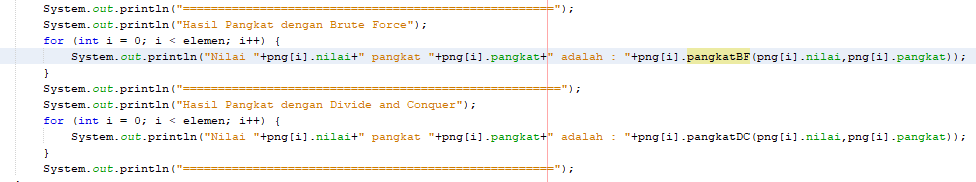 System.out.println("=====================================================");
System.out.println("Hasil Pangkat dengan Brute Force");
for (int i = 0; i < elemen; i++) {
System.out.println("Nilai "+png[i].nilai+" pangkat "+png[i].pangkat+" adalah : "+png[i].pangkatBF(png[i].nilai,png[i].pangkat));
}
System.out.println("======================================================");
System.out.println("Hasil Pangkat dengan Divide and Conquer");
for (int i = 0; i < elemen; i++) {
System.out.println("Nilai "+png[i].nilai+" pangkat "+png[i].pangkat+" adalah : "+png[i].pangkatDC(png[i].nilai,png[i].pangkat));
}
System.out.println("=====================================================");